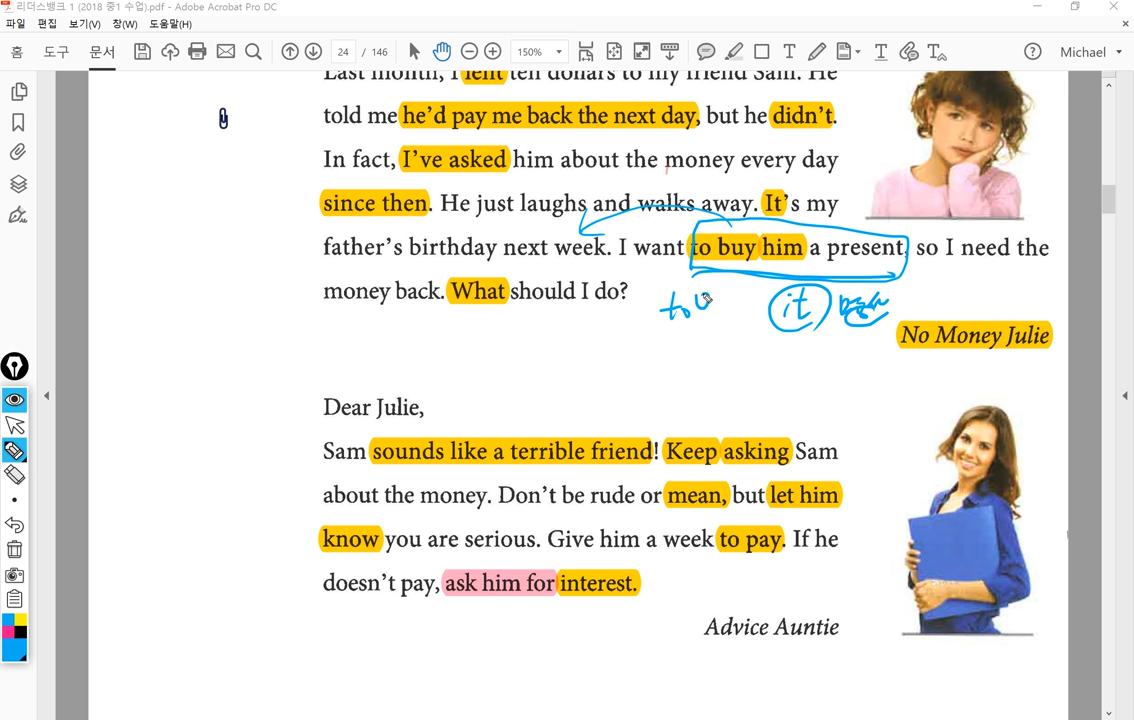 리더스뱅크 1 (2018 중1 수업).pdf - Adobe Acrobat Pro DC
파일 편집 보기(V) 창(W) 도움말(H)
홈 도구 문서 24 / 146 150% Michael
Last month, I lent ten dollars to my friend Sam. He
told me he'd pay me back the next day, but he didn't.
In fact, I've asked him about the money every day
since then. He just laughs and walks away. It's my
father's birthday next week. I want to buy him a present, so I need the
money back. What should I do?
to it
No Money Julie
Dear Julie,
Sam sounds like a terrible friend! Keep asking Sam
about the money. Don't be rude or mean, but let him
know you are serious. Give him a week to pay. If he
doesn't pay, ask him for interest.
Advice Auntie